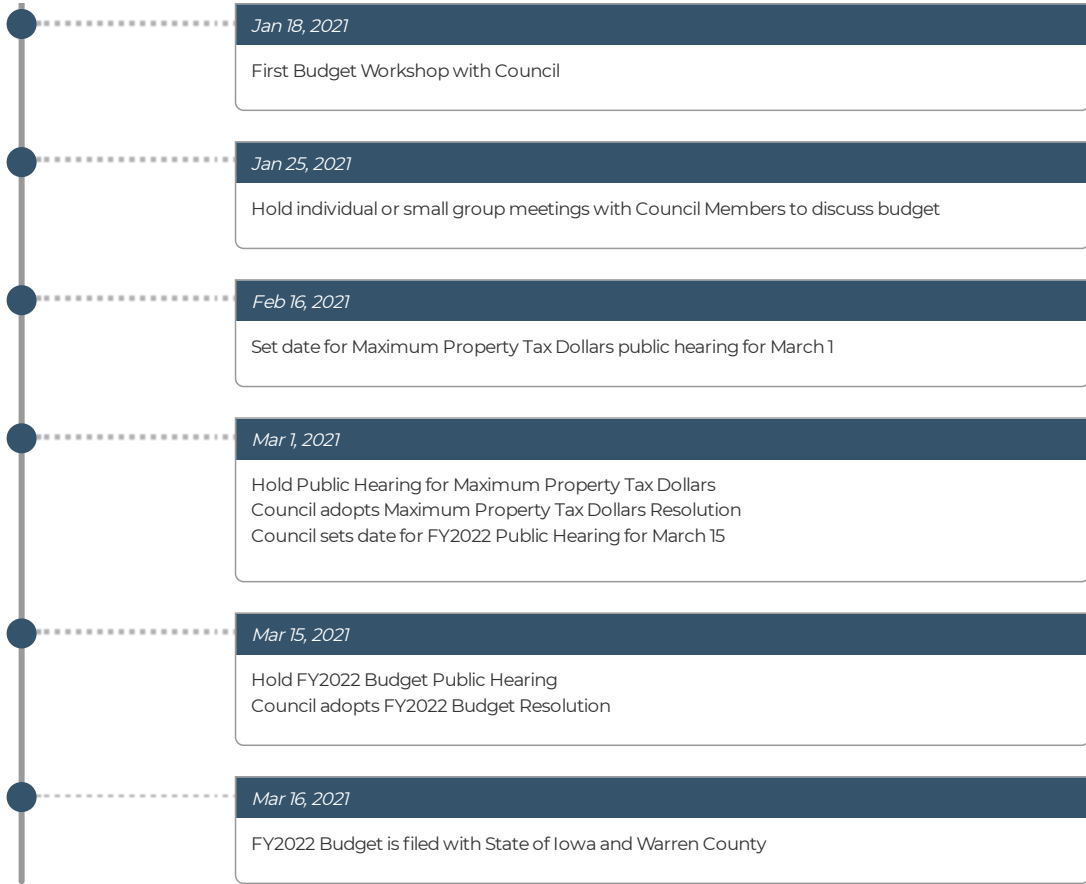 Jan 18, 2021
First Budget Workshop with Council
Jan 25, 2021
Hold individual or small group meetings with Council Members to discuss budget
Feb 16, 2021
Set date for Maximum Property Tax Dollars public hearing for March 1
Mar 1, 2021
Hold Public Hearing for Maximum Property Tax Dollars
Council adopts Maximum Property Tax Dollars Resolution
Council sets date for FY2022 Public Hearing for March 15
Mar 15, 2021
Hold FY2022 Budget Public Hearing
Council adopts FY2022 Budget Resolution
Mar 16, 2021
FY2022 Budget is filed with State of Iowa and Warren County